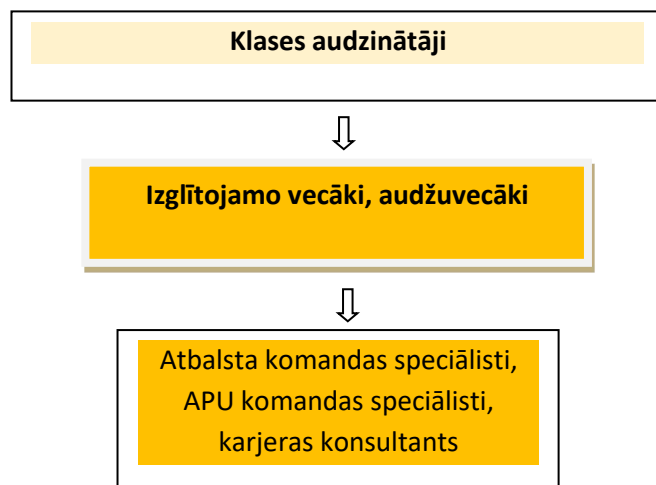 Klases audzinātāji
Izglītojamo vecāki, audžuvecāki
Atbalsta komandas speciālisti,
APU komandas speciālisti,
karjeras konsultants